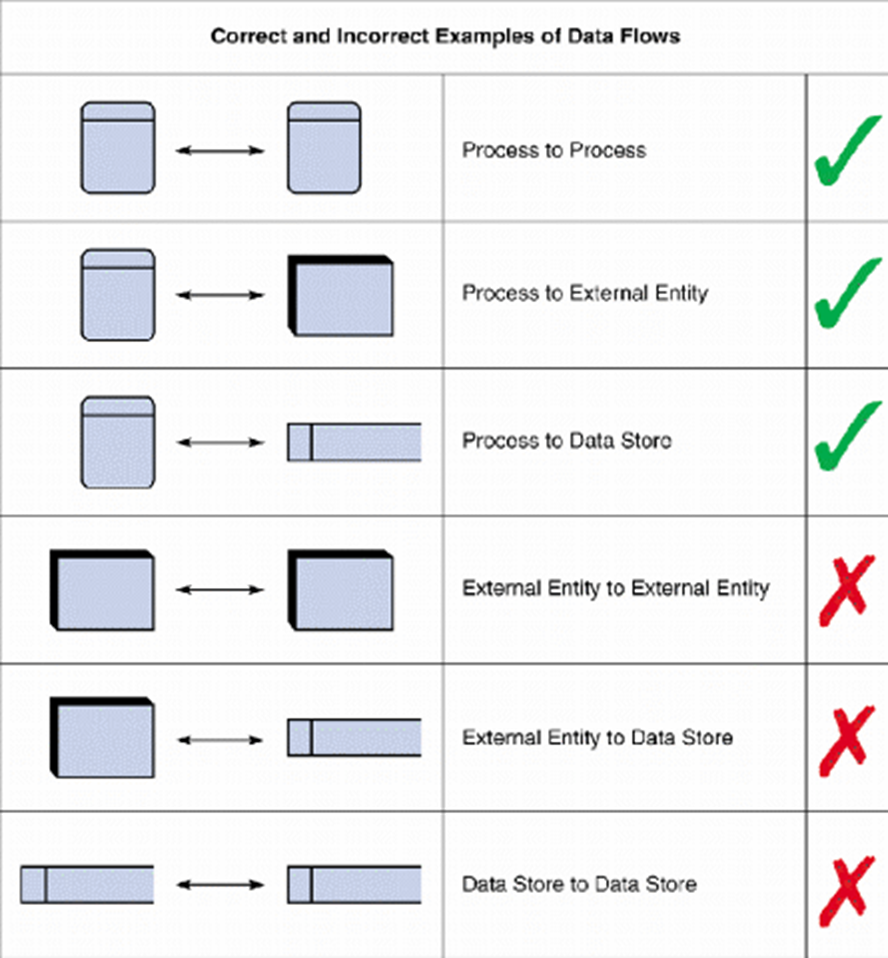 Correct and Incorrect Examples of Data Flows
Process to Process
Process to External Entity
Process to Data Store
External Entity to External Entity
External Entity to Data Store
Data Store to Data Store